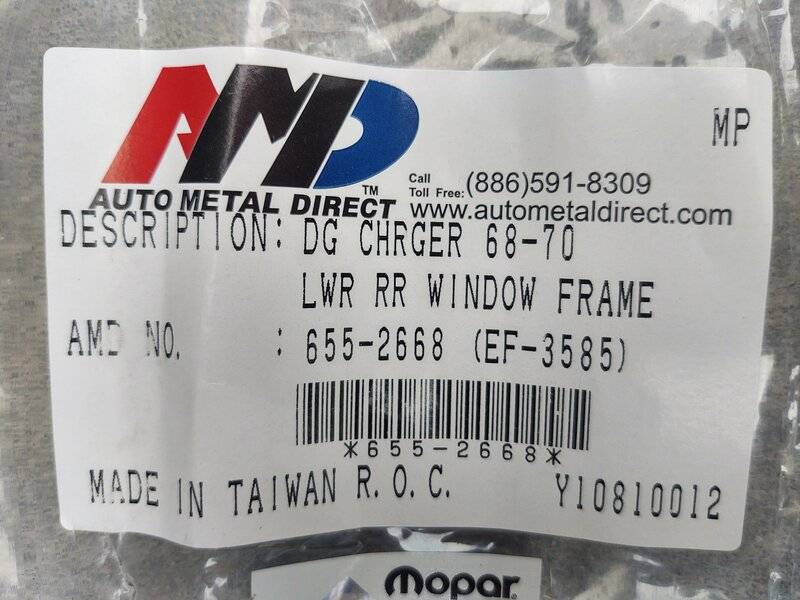 AMD
MP
Call
Toll Free: (886)591-8309
AUTO METAL DIRECT™ www.autometaldirect.com
DESCRIPTION: DG CHRGER 68-70
LWR RR WINDOW FRAME
AMD NO. : 655-2668 (EF-3585)
*655-2668*
MADE IN TAIWAN R.O.C. Y10810012
mopar